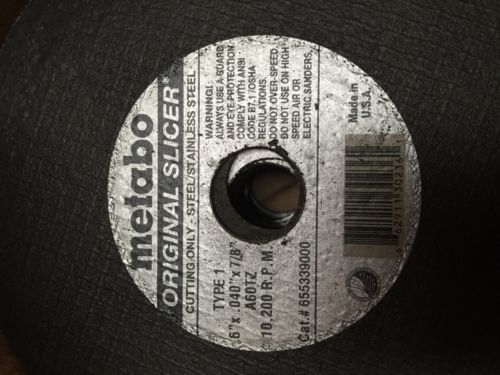 metabo
ORIGINAL SLICER
CUTTING ONLY - STEEL/STAINLESS STEEL
WARNING!
ALWAYS USE A GUARD
AND EYE PROTECTION
COMPLY WITH ANSI
CODE B7.1/OSHA
REGULATIONS.
DO NOT OVER-SPEED.
DO NOT USE ON HIGH
SPEED AIR OR
ELECTRIC SANDERS.
TYPE 1
6" x .040" x 7/8"
A60TZ
10,200 R.P.M.
Cat.# 655339000
Made in
U.S.A.